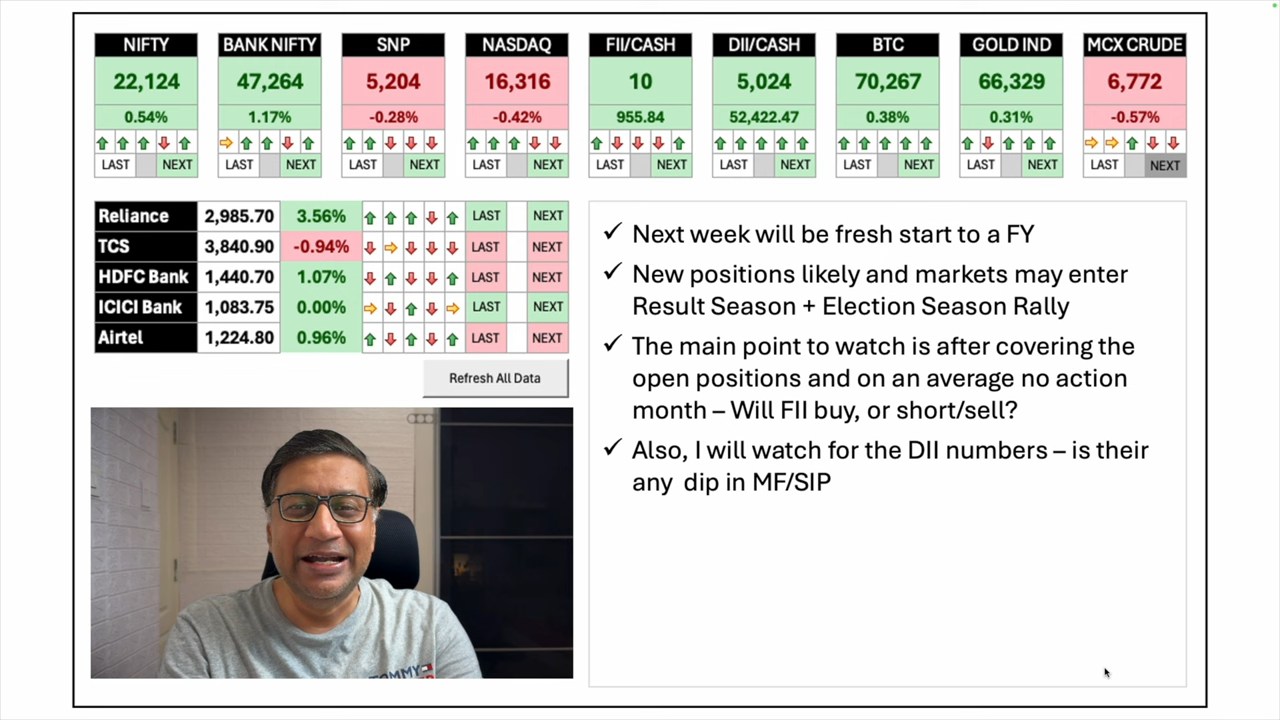 NIFTY BANK NIFTY SNP NASDAQ FII/CASH DII/CASH BTC GOLD IND MCX CRUDE
22,124 47,264 5,204 16,316 10 5,024 70,267 66,329 6,772
0.54% 1.17% -0.28% -0.42% 955.84 52,422.47 0.38% 0.31% -0.57%
LAST NEXT LAST NEXT LAST NEXT LAST NEXT LAST NEXT LAST NEXT LAST NEXT LAST NEXT LAST NEXT
Reliance 2,985.70 3.56% LAST NEXT
TCS 3,840.90 -0.94% LAST NEXT
HDFC Bank 1,440.70 1.07% LAST NEXT
ICICI Bank 1,083.75 0.00% LAST NEXT
Airtel 1,224.80 0.96% LAST NEXT
Refresh All Data
✓ Next week will be fresh start to a FY
✓ New positions likely and markets may enter
Result Season + Election Season Rally
✓ The main point to watch is after covering the
open positions and on an average no action
month – Will FII buy, or short/sell?
✓ Also, I will watch for the DII numbers – is their
any dip in MF/SIP
TOMMY